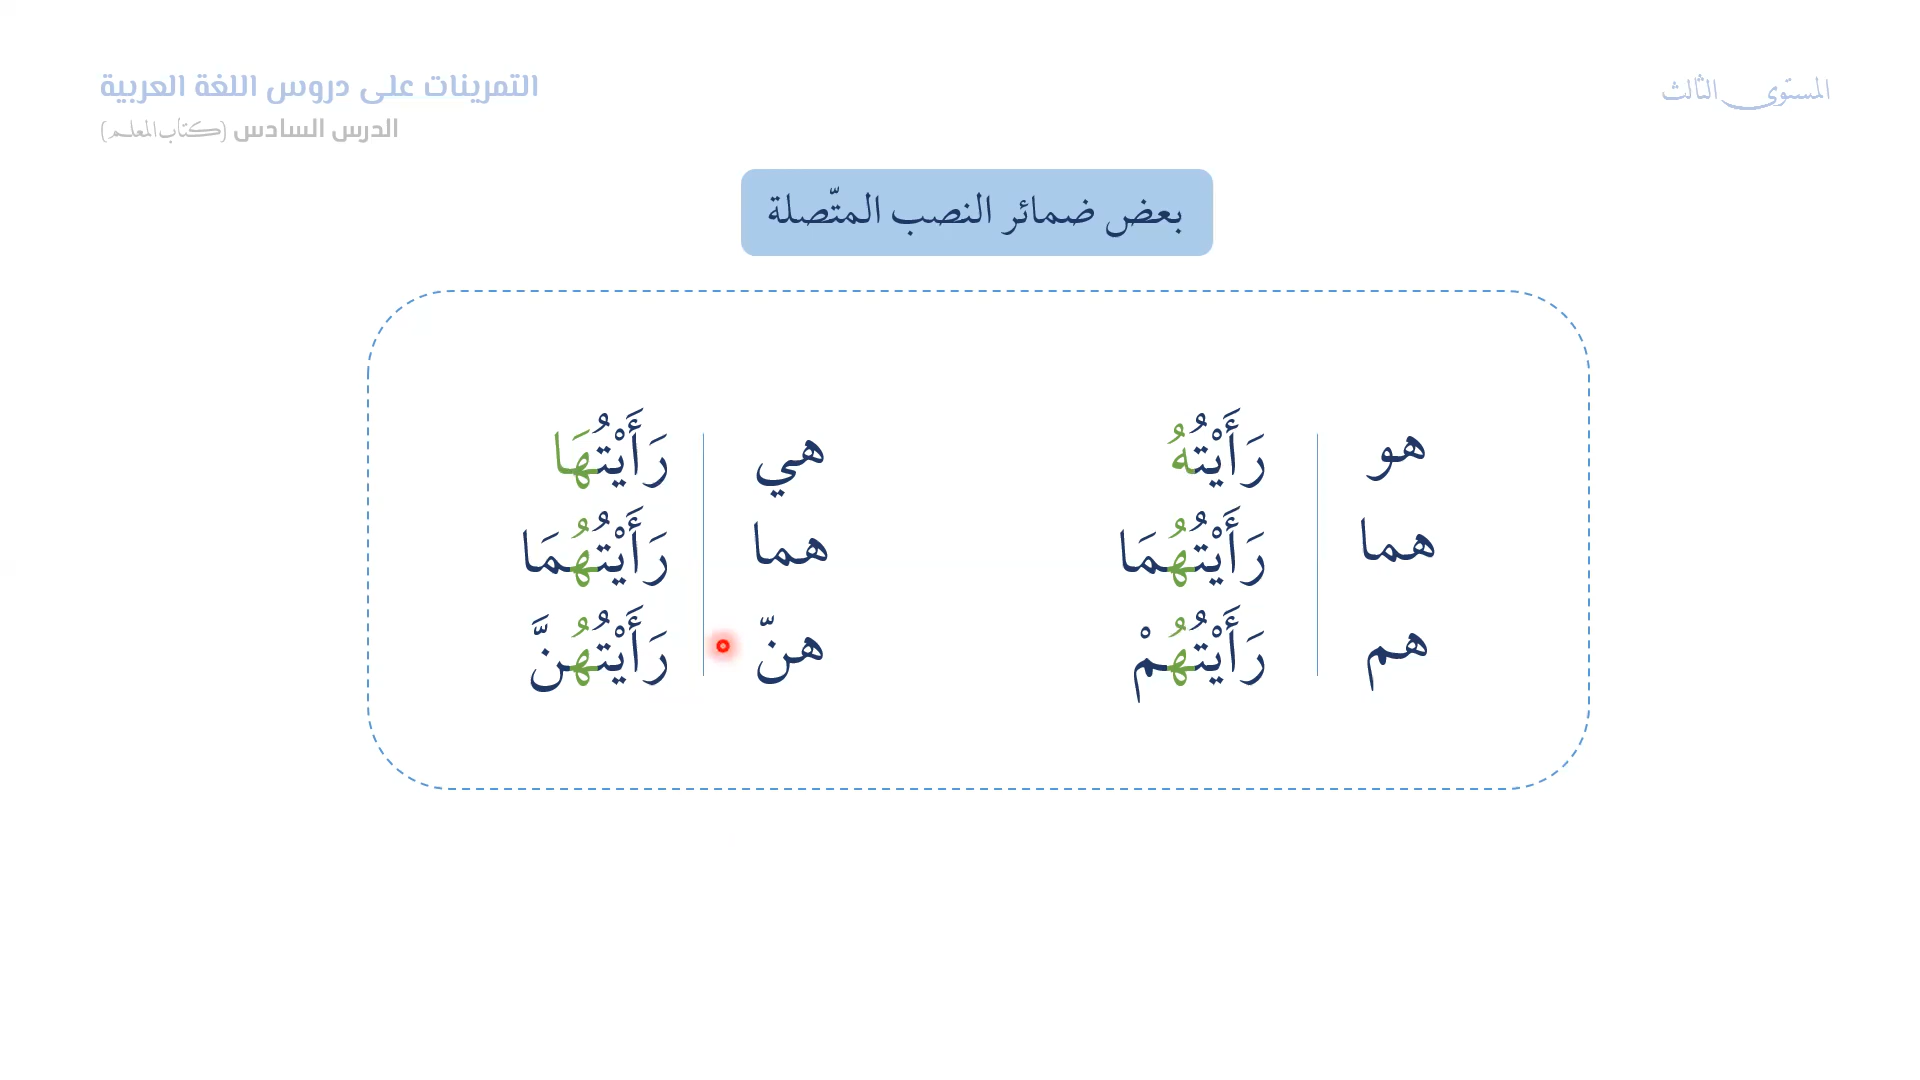 المستوى الثالث
التمرينات على دروس اللغة العربية
الدرس السادس (كتاب المعلم)
بعض ضمائر النصب المتّصلة
هو رَأَيْتُهُ
هما رَأَيْتُهُمَا
هم رَأَيْتُهُمْ
هي رَأَيْتُهَا
هما رَأَيْتُهُمَا
هنّ رَأَيْتُهُنَّ